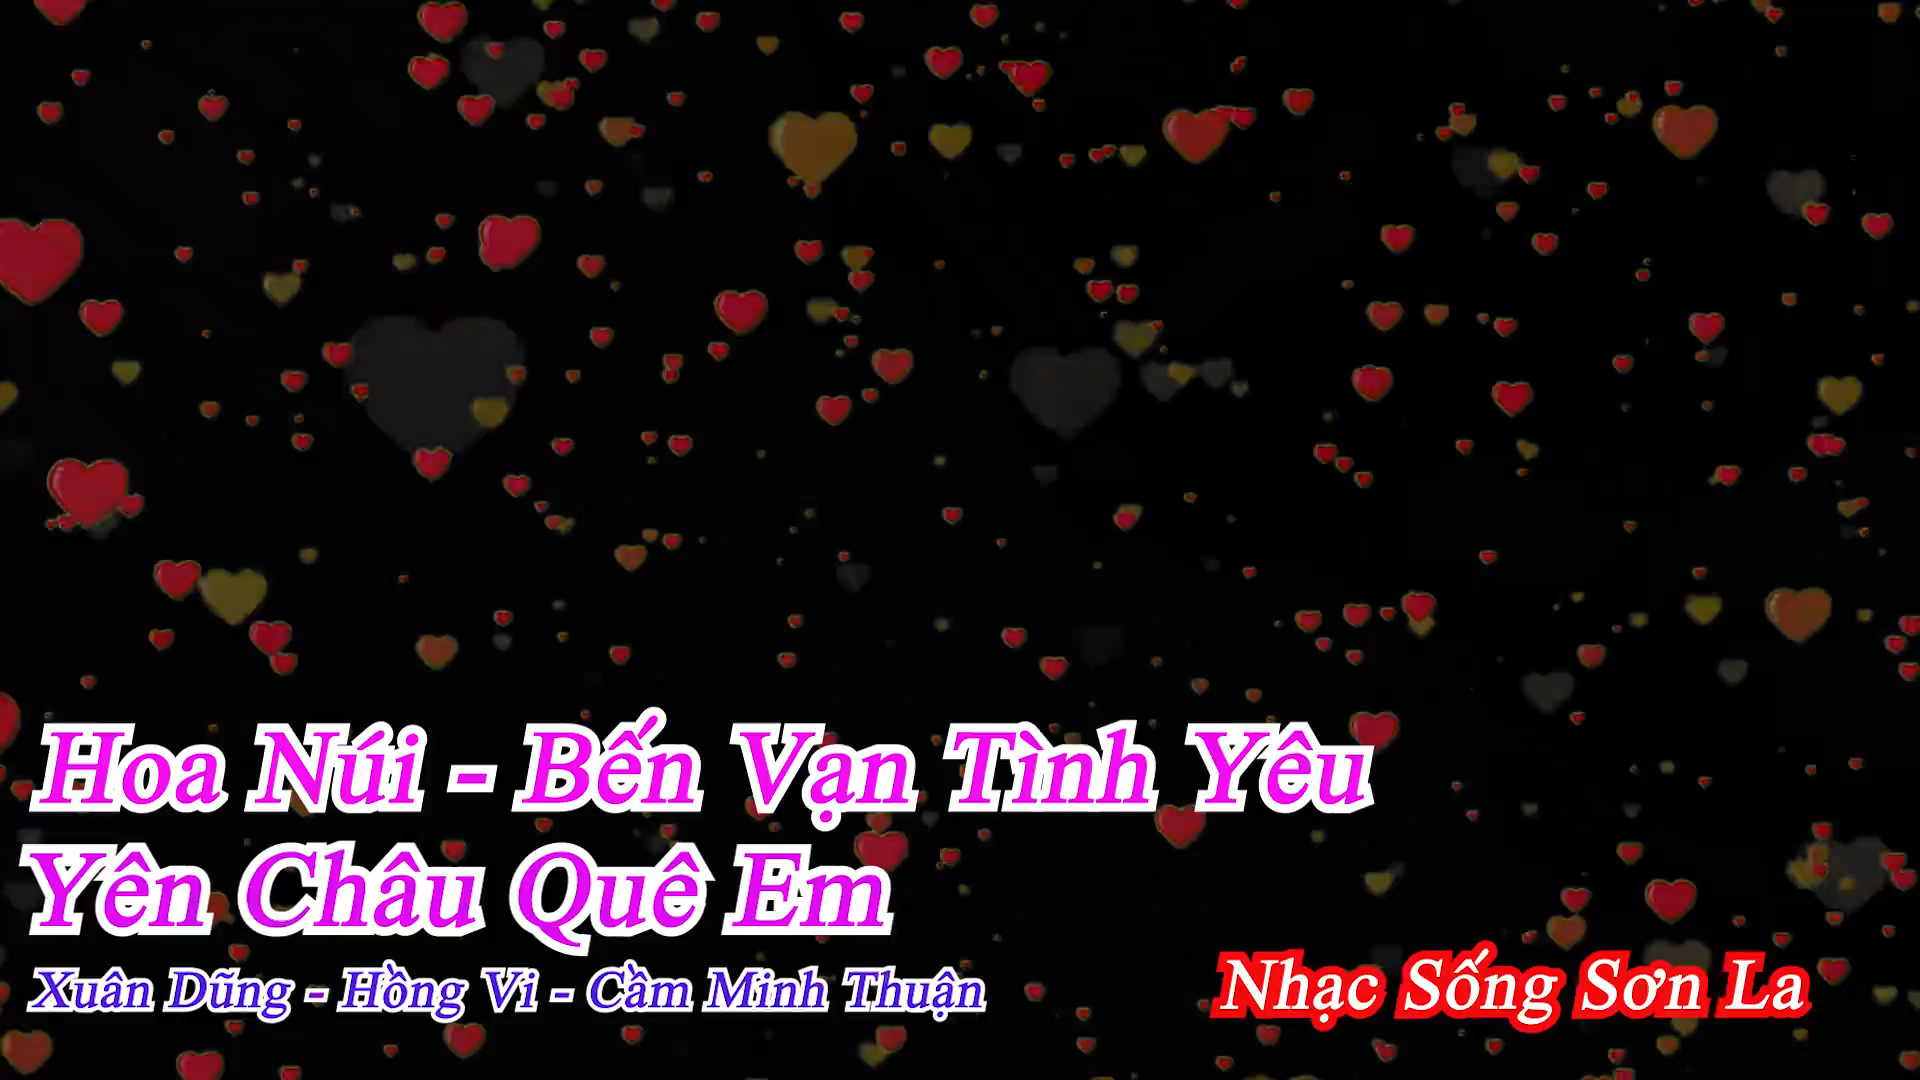 Hoa Núi - Bến Vạn Tình Yêu
Yên Châu Quê Em
Xuân Dũng - Hồng Vi - Cầm Minh Thuận
Nhạc Sống Sơn La